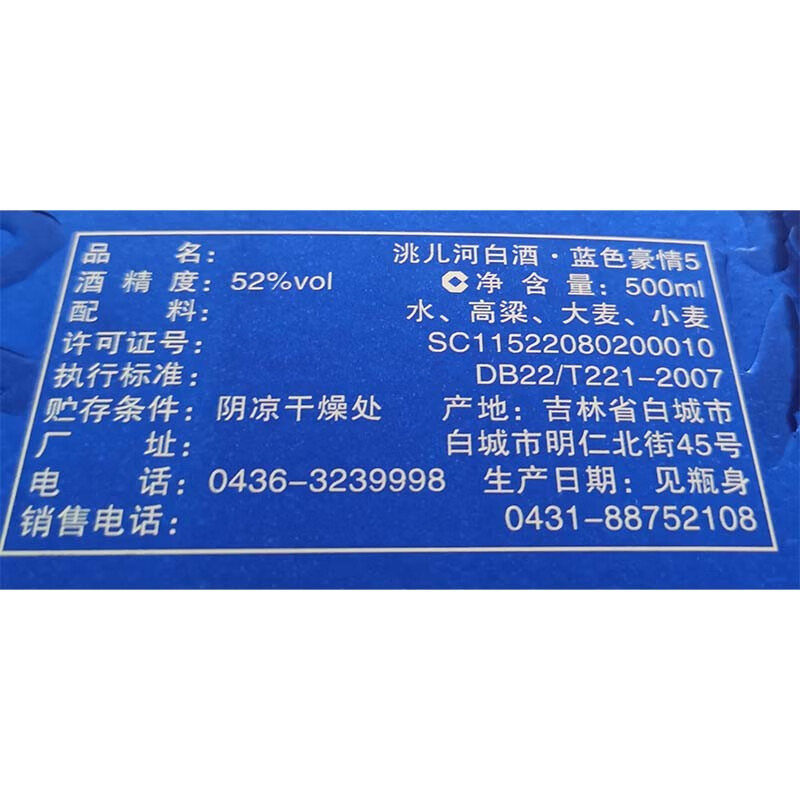 品名：洮儿河白酒·蓝色豪情5
酒精度：52%vol 净含量：500ml
配料：水、高粱、大麦、小麦
许可证号：SC11522080200010
执行标准：DB22/T221-2007
贮存条件：阴凉干燥处 产地：吉林省白城市
厂址：白城市明仁北街45号
电话：0436-3239998 生产日期：见瓶身
销售电话：0431-88752108